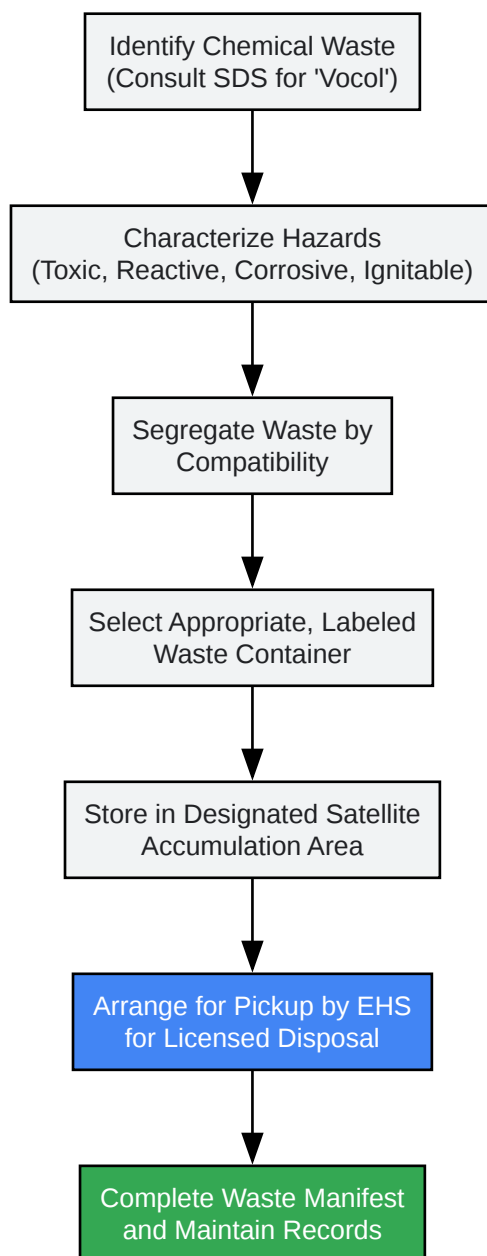 Identify Chemical Waste
(Consult SDS for 'Vocol')
Characterize Hazards
(Toxic, Reactive, Corrosive, Ignitable)
Segregate Waste by
Compatibility
Select Appropriate, Labeled
Waste Container
Store in Designated Satellite
Accumulation Area
Arrange for Pickup by EHS
for Licensed Disposal
Complete Waste Manifest
and Maintain Records